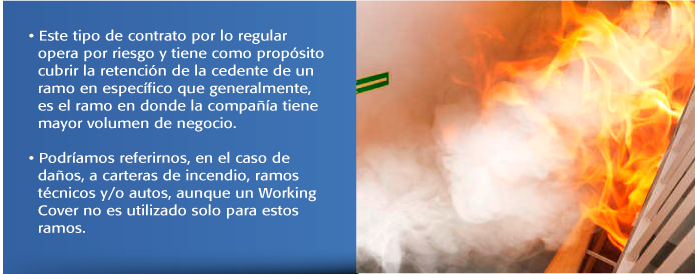 • Este tipo de contrato por lo regular
opera por riesgo y tiene como propósito
cubrir la retención de la cedente de un
ramo en específico que generalmente,
es el ramo en donde la compañía tiene
mayor volumen de negocio.
• Podríamos referirnos, en el caso de
daños, a carteras de incendio, ramos
técnicos y/o autos, aunque un Working
Cover no es utilizado solo para estos
ramos.